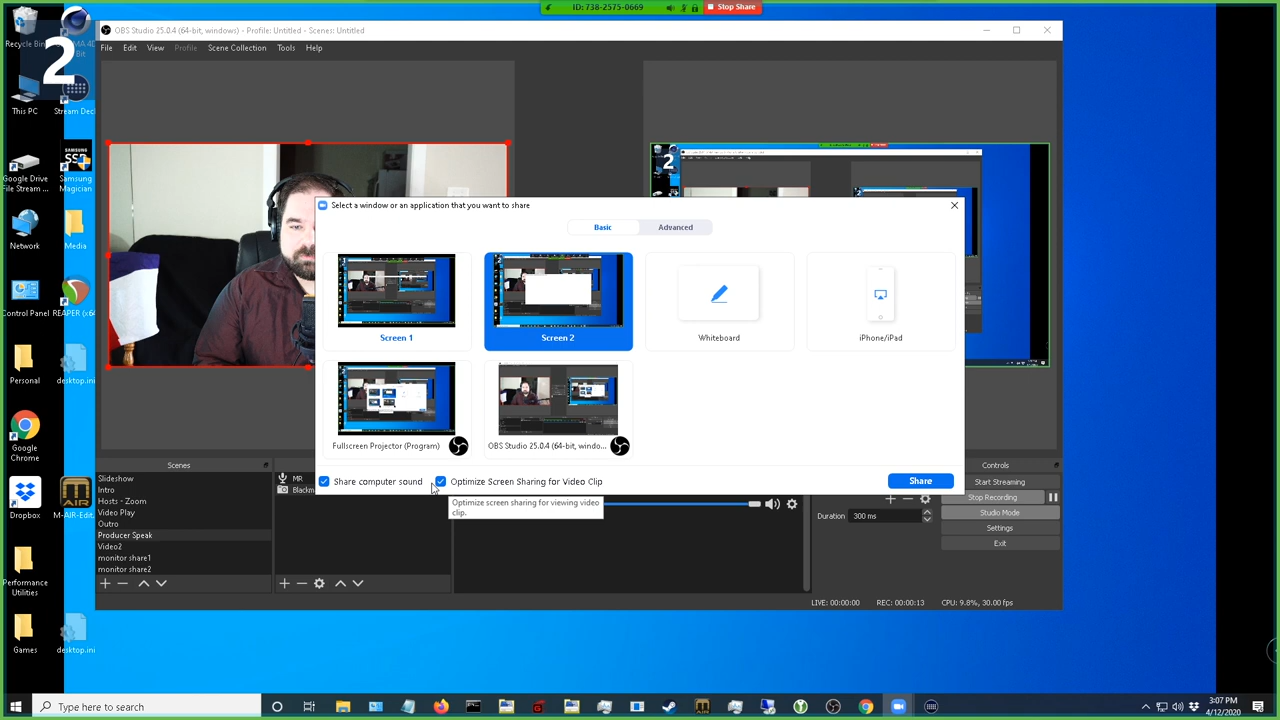 ID: 738-2575-0669
Stop Share
Recycle Bin
2
This PC
Stream Dec
Google Drive
File Stream ...
Samsung
Magician
Network
Media
Control Panel
REAPER (x64
Personal
desktop.ini
Google
Chrome
Dropbox
M-AIR-Edit.
Performance
Utilities
Games
desktop.ini
OBS Studio 25.0.4 (64-bit, windows) - Profile: Untitled - Scenes: Untitled
File Edit View Profile Scene Collection Tools Help
2
Select a window or an application that you want to share
Basic Advanced
Screen 1
Screen 2
Whiteboard
iPhone/iPad
Fullscreen Projector (Program)
OBS Studio 25.0.4 (64-bit, windo...
Share computer sound
Optimize Screen Sharing for Video Clip
Share
Optimize screen sharing for viewing video
clip.
Scenes
Slideshow
Intro
Hosts - Zoom
Video Play
Outro
Producer Speak
Video2
monitor share1
monitor share2
MR
Blackm
Duration 300 ms
Controls
Start Streaming
Stop Recording
Studio Mode
Settings
Exit
LIVE: 00:00:00 REC: 00:00:13 CPU: 9.8%, 30.00 fps
Type here to search
3:07 PM
4/12/2020